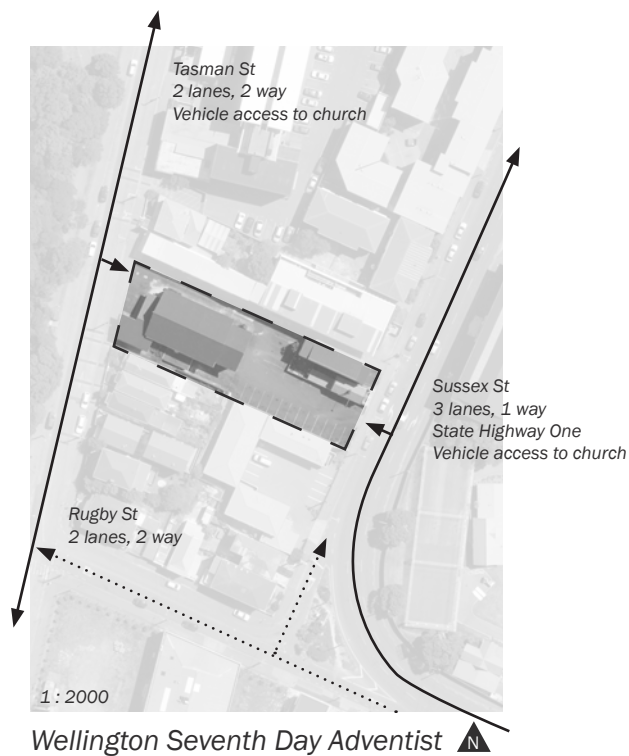 Tasman St
2 lanes, 2 way
Vehicle access to church
Sussex St
3 lanes, 1 way
State Highway One
Vehicle access to church
Rugby St
2 lanes, 2 way
1 : 2000
Wellington Seventh Day Adventist
N